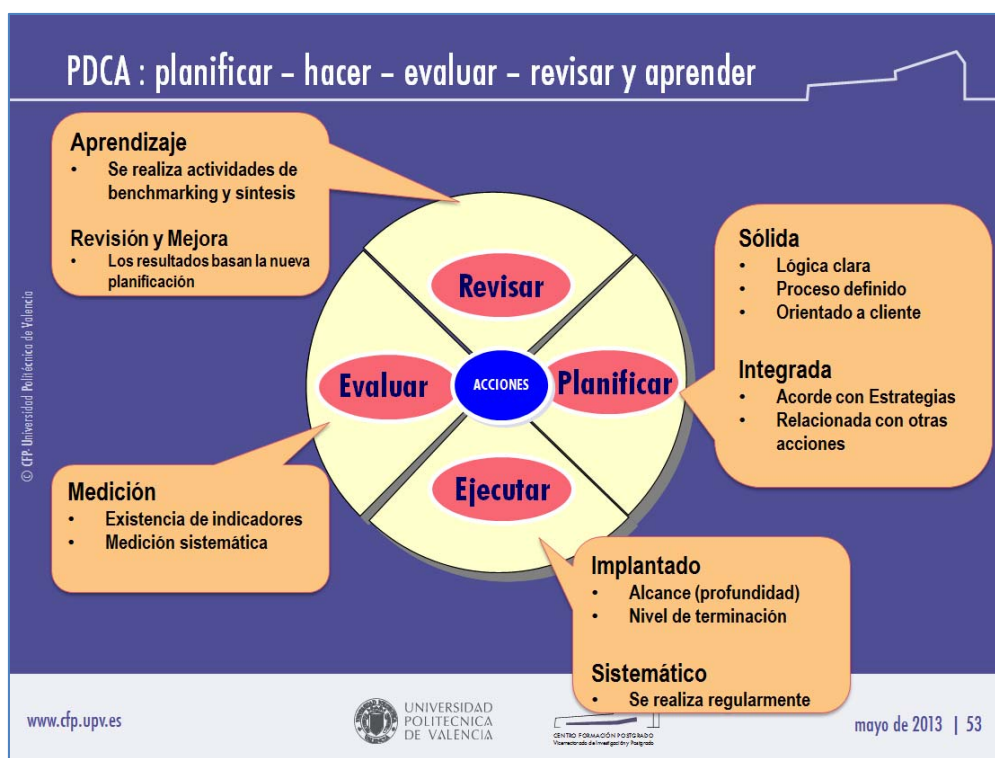 PDCA : planificar – hacer – evaluar – revisar y aprender
Aprendizaje
• Se realiza actividades de
benchmarking y síntesis
Revisión y Mejora
• Los resultados basan la nueva
planificación
Sólida
• Lógica clara
• Proceso definido
• Orientado a cliente
Integrada
• Acorde con Estrategias
• Relacionada con otras
acciones
Revisar
Evaluar
ACCIONES
Planificar
Ejecutar
Medición
• Existencia de indicadores
• Medición sistemática
Implantado
• Alcance (profundidad)
• Nivel de terminación
Sistemático
• Se realiza regularmente
© CFP. Universidad Politécnica de Valencia
www.cfp.upv.es
UNIVERSIDAD
POLITECNICA
DE VALENCIA
CENTRO FORMACIÓN POSTGRADO
Vicerrectorado de Investigación y Postgrado
mayo de 2013 | 53